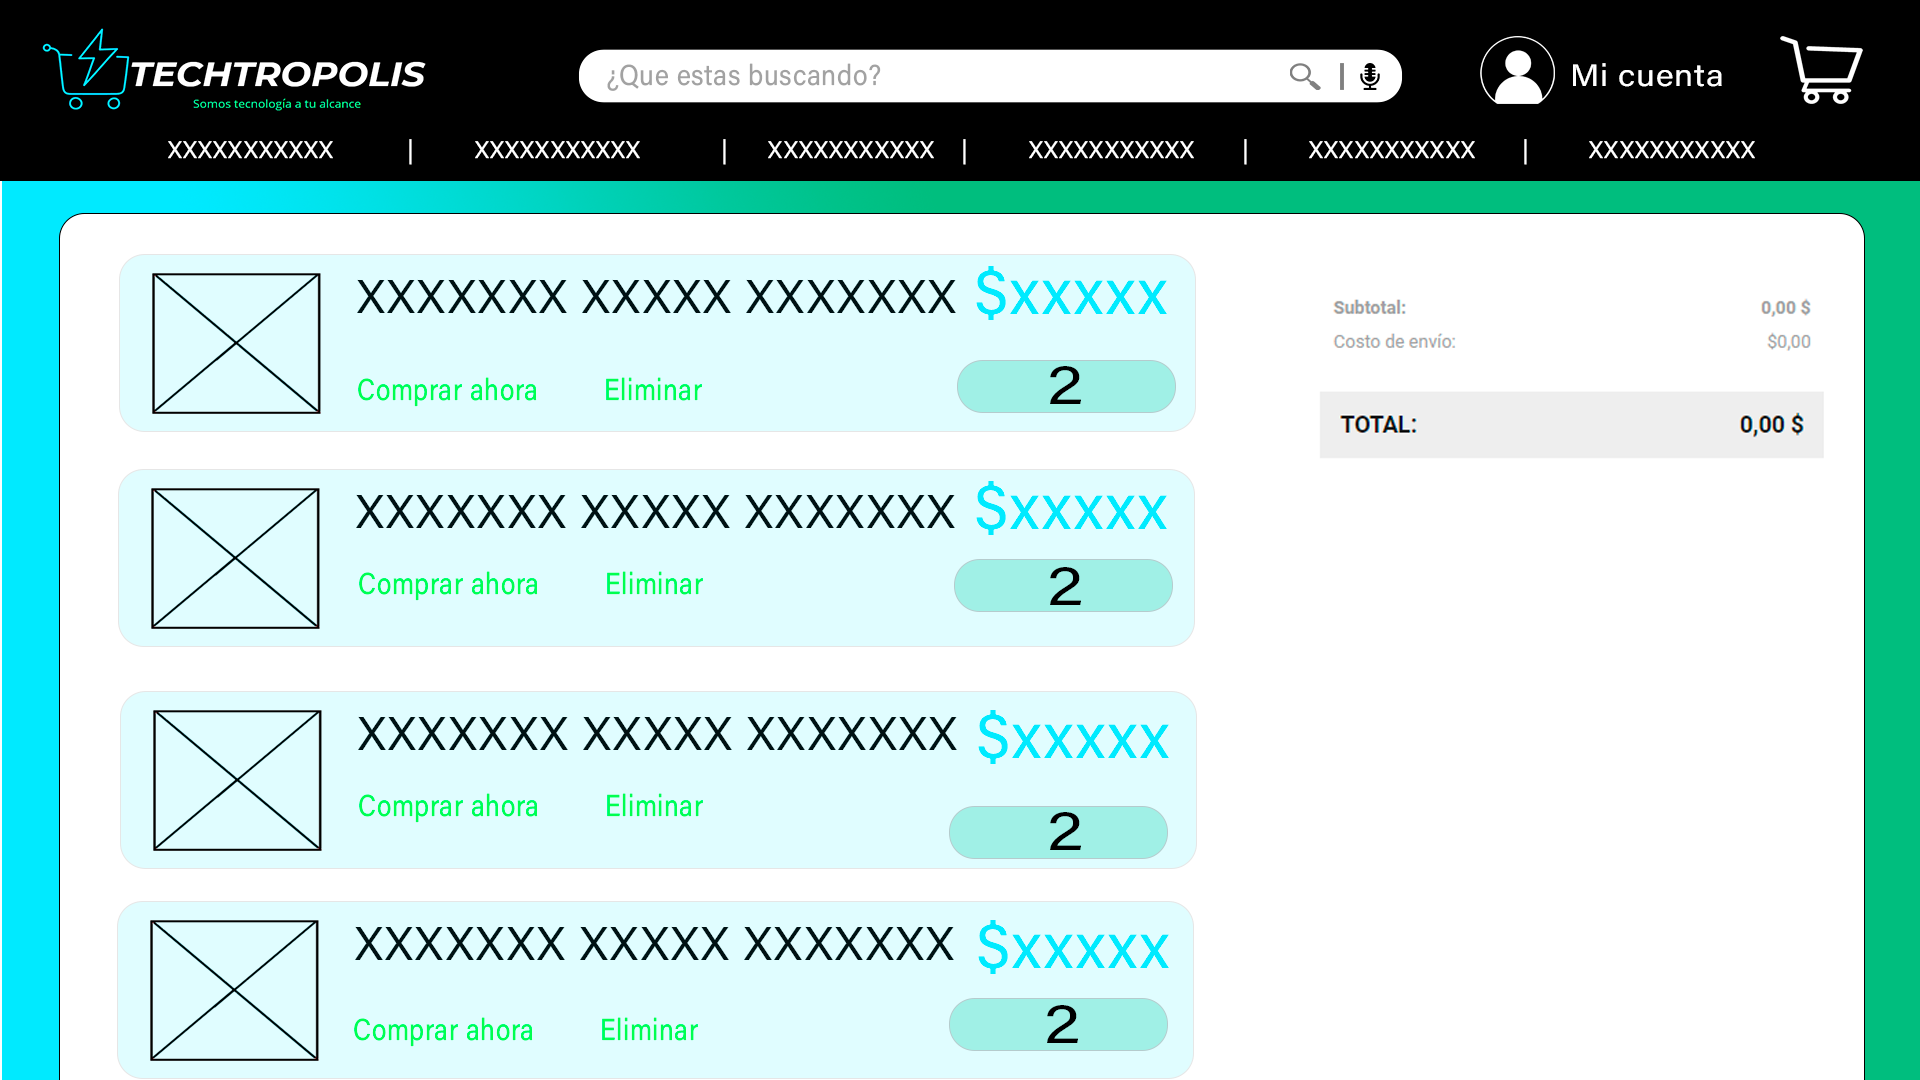 TECHTROPOLIS
Somos tecnología a tu alcance
¿Que estas buscando?
Mi cuenta
XXXXXXXXXXX | XXXXXXXXXXX | XXXXXXXXXXX | XXXXXXXXXXX | XXXXXXXXXXX | XXXXXXXXXXX
XXXXXXX XXXXX XXXXXXX $xxxxx
Comprar ahora Eliminar 2
XXXXXXX XXXXX XXXXXXX $xxxxx
Comprar ahora Eliminar 2
XXXXXXX XXXXX XXXXXXX $xxxxx
Comprar ahora Eliminar 2
XXXXXXX XXXXX XXXXXXX $xxxxx
Comprar ahora Eliminar 2
Subtotal: 0,00 $
Costo de envío: $0,00
TOTAL: 0,00 $